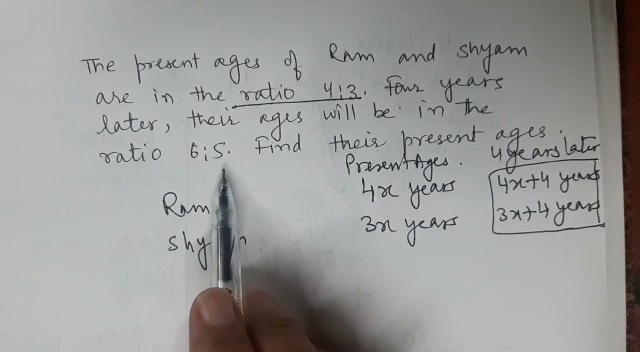 The present ages of Ram and Shyam
are in the ratio 4:3. Four years
later, their ages will be in the
ratio 6:5. Find their present ages.
Present Ages. 4 years later
Ram 4x years 4x+4 years
Shy 3x years 3x+4 years